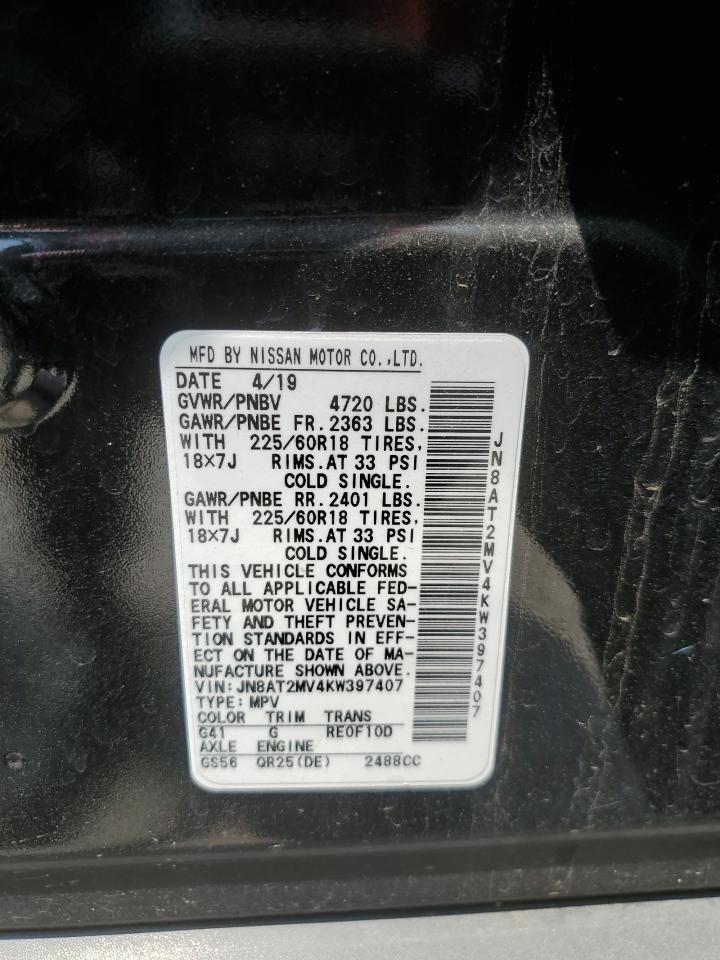 MFD BY NISSAN MOTOR CO.,LTD.
DATE 4/19
GVWR/PNBV 4720 LBS.
GAWR/PNBE FR. 2363 LBS.
WITH 225/60R18 TIRES,
18×7J RIMS.AT 33 PSI
COLD SINGLE.
GAWR/PNBE RR. 2401 LBS.
WITH 225/60R18 TIRES,
18×7J RIMS.AT 33 PSI
COLD SINGLE.
THIS VEHICLE CONFORMS
TO ALL APPLICABLE FED-
ERAL MOTOR VEHICLE SA-
FETY AND THEFT PREVEN-
TION STANDARDS IN EFF-
ECT ON THE DATE OF MA-
NUFACTURE SHOWN ABOVE.
VIN:JN8AT2MV4KW397407
TYPE:MPV
COLOR TRIM TRANS
G41 G RE0F10D
AXLE ENGINE
GS56 QR25(DE) 2488CC
JN8AT2MV4KW397407